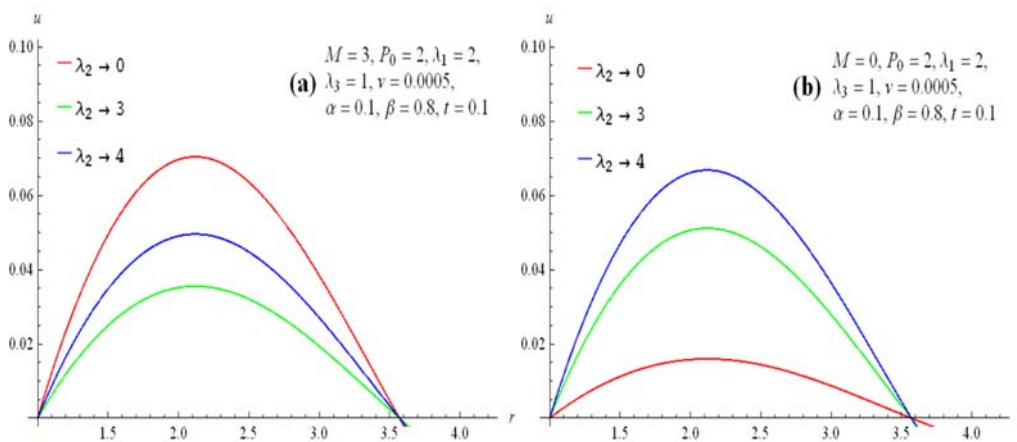 u
0.10
0.08
0.06
0.04
0.02
1.5 2.0 2.5 3.0 3.5 4.0 r
λ₂ → 0
λ₂ → 3
λ₂ → 4
(a)
M = 3, P₀ = 2, λ₁ = 2,
λ₃ = 1, ν = 0.0005,
α = 0.1, β = 0.8, t = 0.1
u
0.10
0.08
0.06
0.04
0.02
1.5 2.0 2.5 3.0 3.5 4.0
λ₂ → 0
λ₂ → 3
λ₂ → 4
(b)
M = 0, P₀ = 2, λ₁ = 2,
λ₃ = 1, ν = 0.0005,
α = 0.1, β = 0.8, t = 0.1